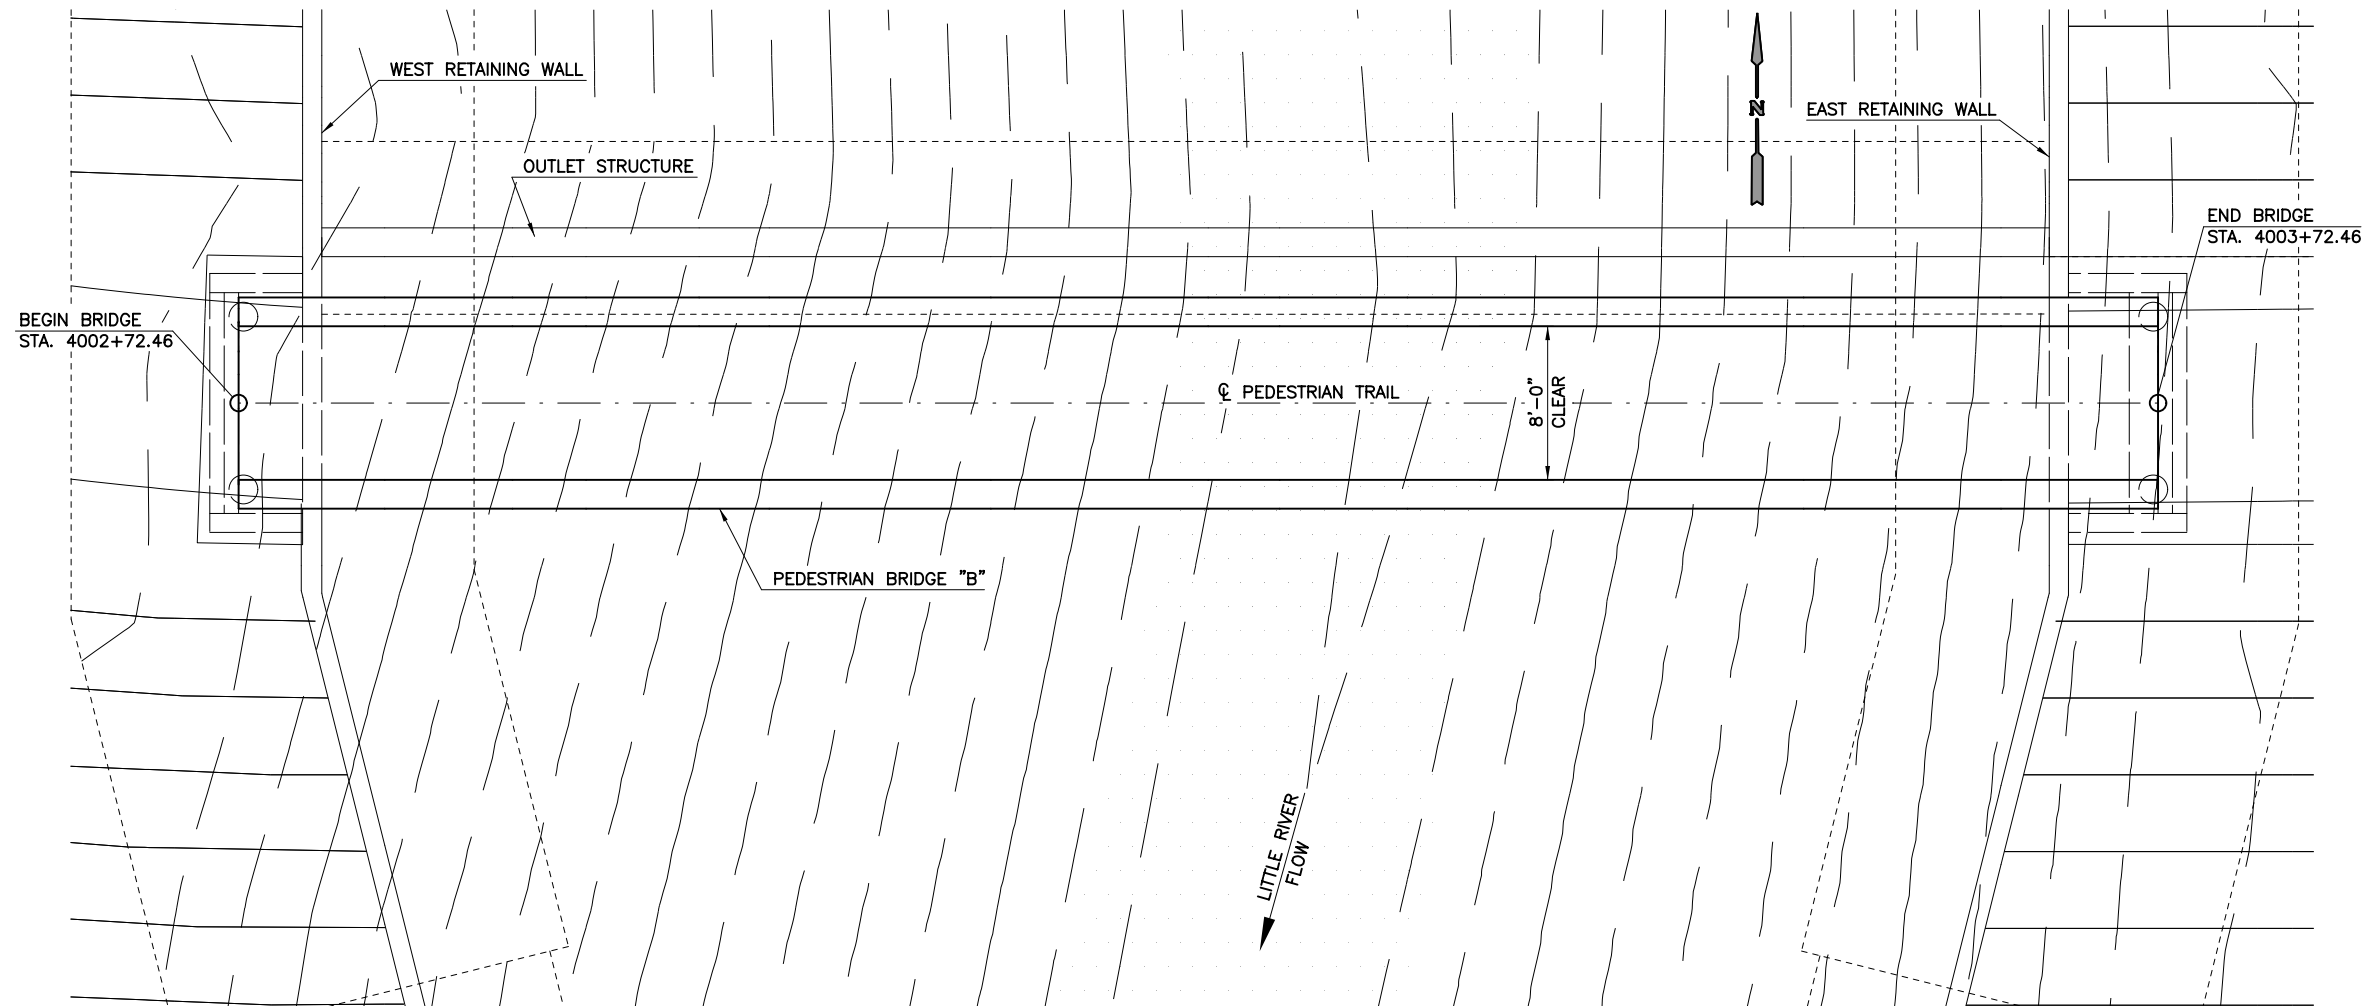 WEST RETAINING WALL
N
EAST RETAINING WALL
OUTLET STRUCTURE
END BRIDGE
STA. 4003+72.46
BEGIN BRIDGE
STA. 4002+72.46
℄ PEDESTRIAN TRAIL
8'-0"
CLEAR
PEDESTRIAN BRIDGE "B"
LITTLE RIVER
FLOW